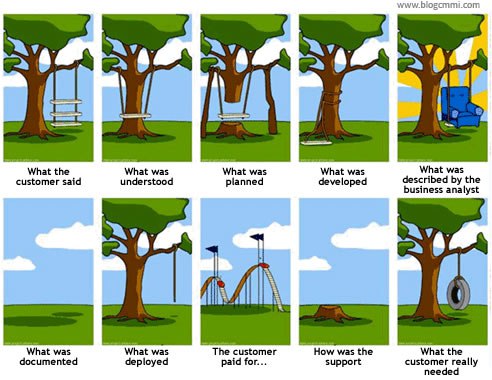 www.blogcmmi.com
What the
customer said
What was
understood
What was
planned
What was
developed
What was
described by the
business analyst
What was
documented
What was
deployed
The customer
paid for...
How was the
support
What the
customer really
needed